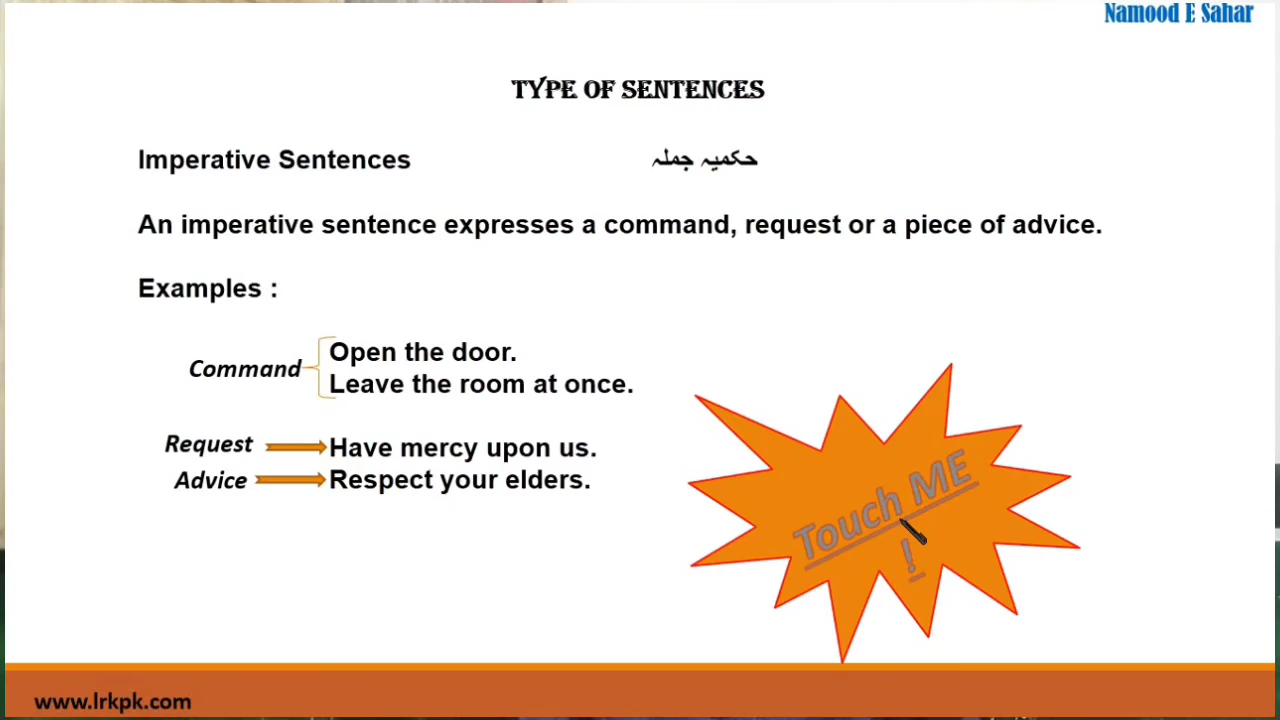 Namood E Sahar
TYPE OF SENTENCES
Imperative Sentences حکمیہ جملہ
An imperative sentence expresses a command, request or a piece of advice.
Examples :
Command Open the door.
Leave the room at once.
Request Have mercy upon us.
Advice Respect your elders.
Touch ME
!
www.lrkpk.com